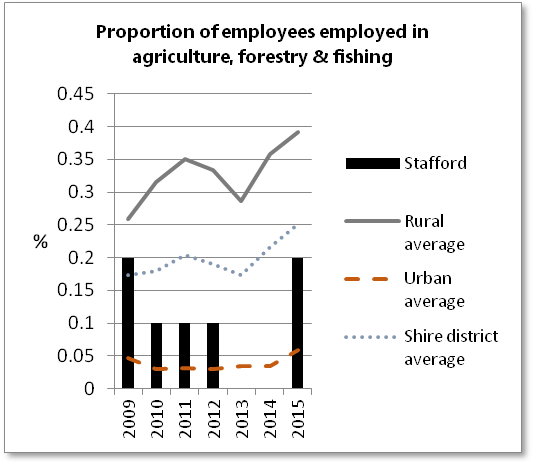 Proportion of employees employed in
agriculture, forestry & fishing
0.45
0.4
0.35
0.3
0.25
0.2
0.15
0.1
0.05
0
%
2009
2010
2011
2012
2013
2014
2015
Stafford
Rural
average
Urban
average
Shire district
average